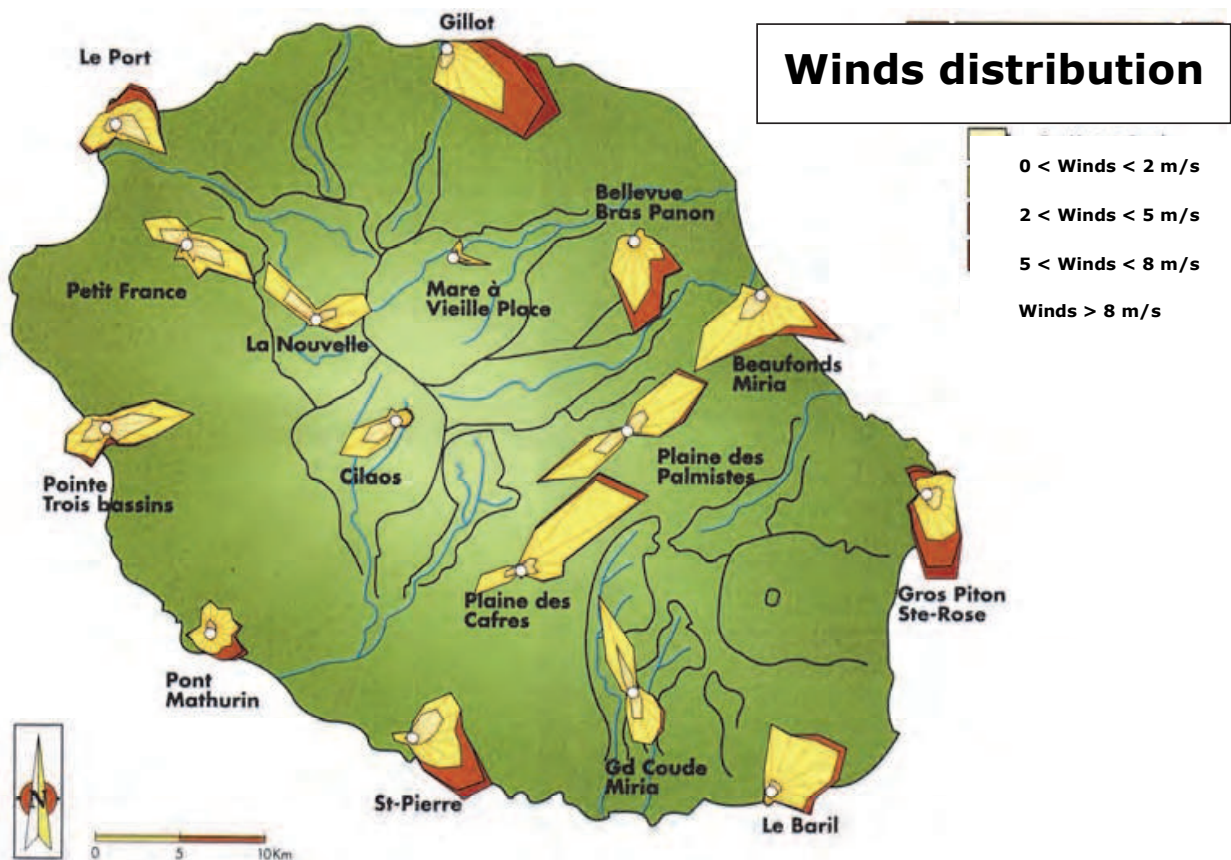 Gillot
Le Port
Winds distribution
0 < Winds < 2 m/s
2 < Winds < 5 m/s
5 < Winds < 8 m/s
Winds > 8 m/s
Bellevue
Bras Panon
Petit France
Mare à
Vieille Place
La Nouvelle
Beaufonds
Miria
Cilaos
Plaine des
Palmistes
Pointe
Trois bassins
Gros Piton
Ste-Rose
Plaine des
Cafres
Pont
Mathurin
Gd Coude
Miria
St-Pierre
Le Baril
N
0 5 10Km